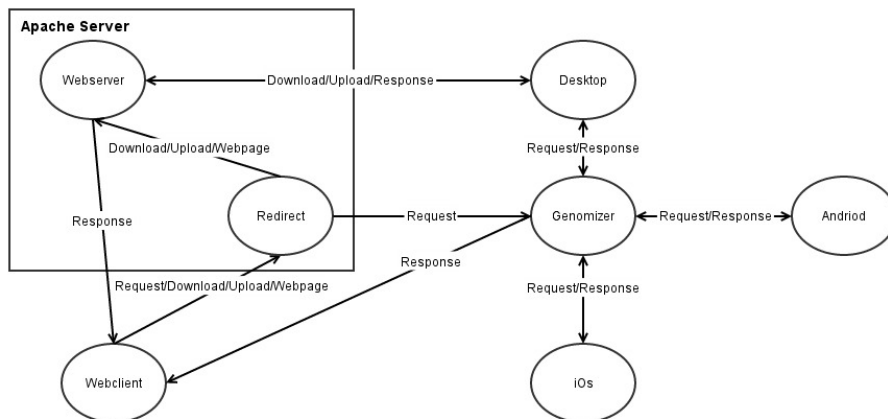 Apache Server
Webserver
Download/Upload/Response
Desktop
Download/Upload/Webpage
Request/Response
Response
Redirect
Request
Genomizer
Request/Response
Andriod
Response
Request/Download/Upload/Webpage
Request/Response
Webclient
iOs